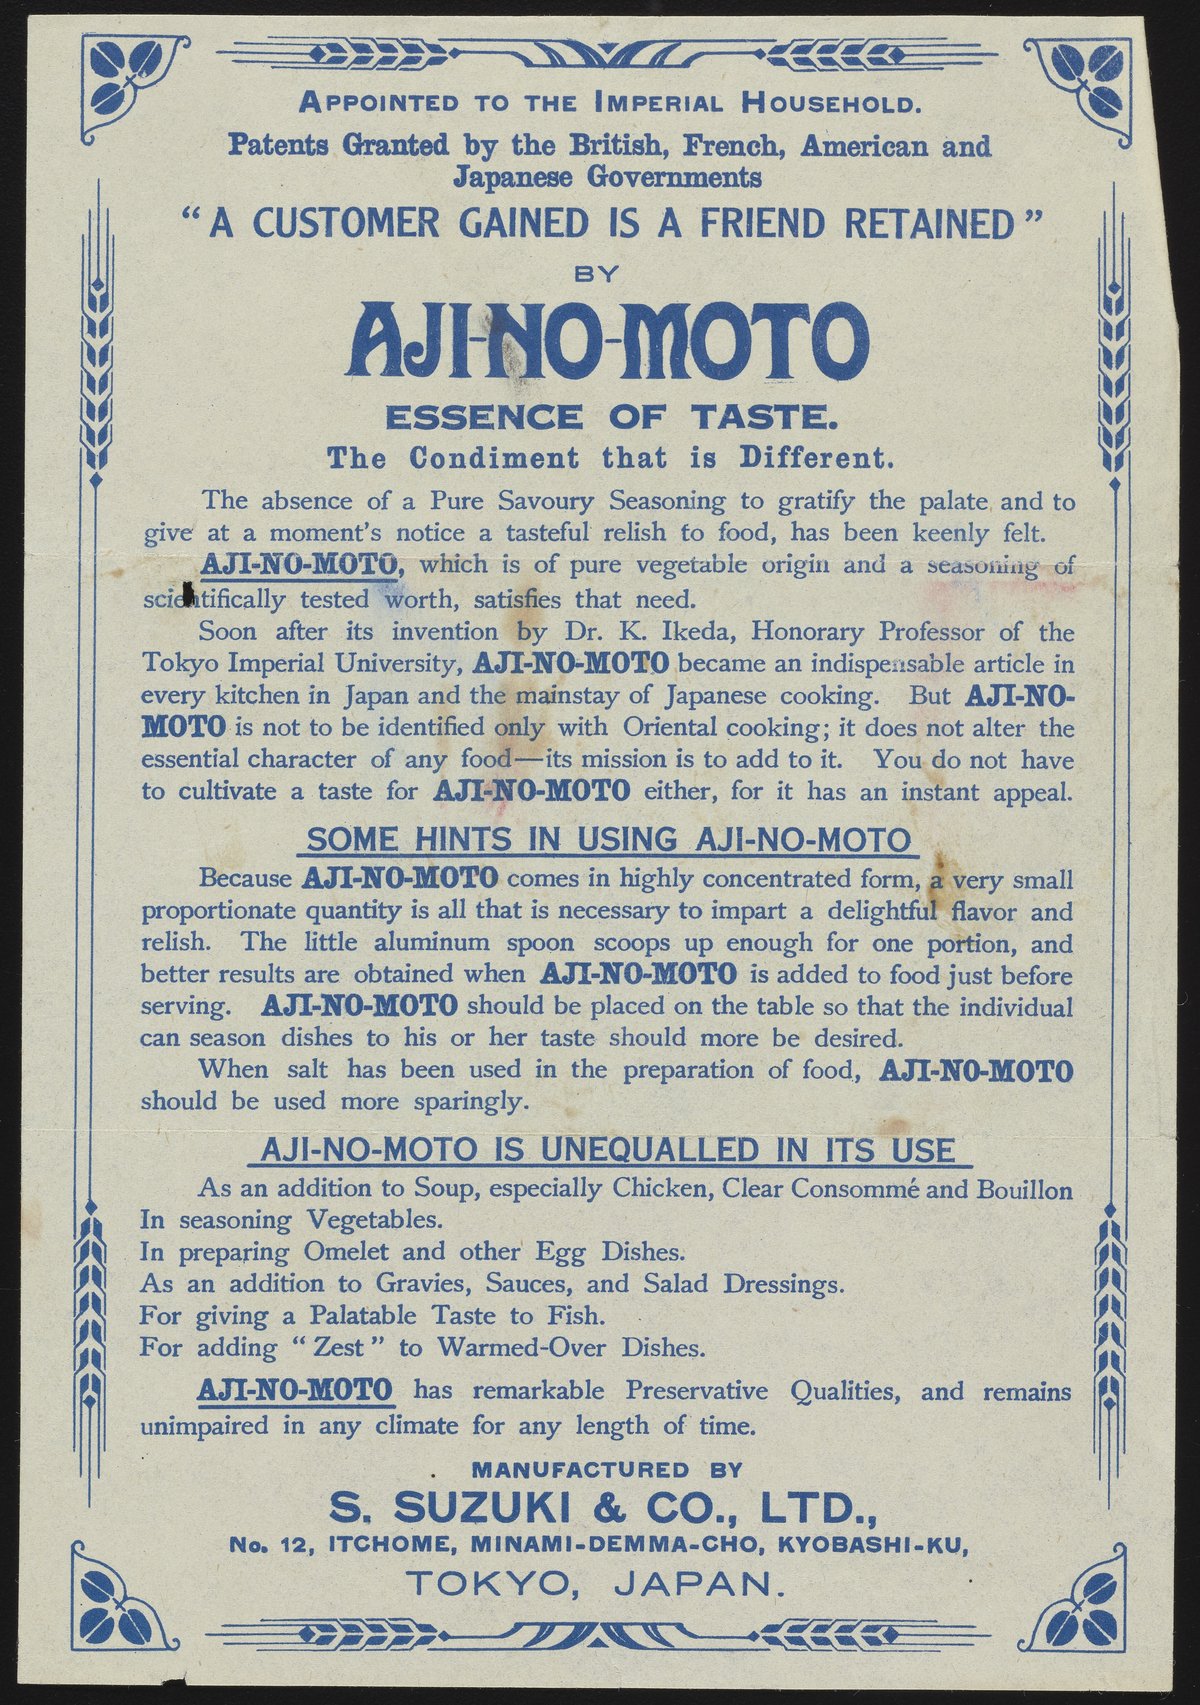 APPOINTED TO THE IMPERIAL HOUSEHOLD.
Patents Granted by the British, French, American and
Japanese Governments
“A CUSTOMER GAINED IS A FRIEND RETAINED”
BY
AJI-NO-MOTO
ESSENCE OF TASTE.
The Condiment that is Different.
The absence of a Pure Savoury Seasoning to gratify the palate and to
give at a moment's notice a tasteful relish to food, has been keenly felt.
AJI-NO-MOTO, which is of pure vegetable origin and a seasoning of
scientifically tested worth, satisfies that need.
Soon after its invention by Dr. K. Ikeda, Honorary Professor of the
Tokyo Imperial University, AJI-NO-MOTO became an indispensable article in
every kitchen in Japan and the mainstay of Japanese cooking. But AJI-NO-
MOTO is not to be identified only with Oriental cooking; it does not alter the
essential character of any food—its mission is to add to it. You do not have
to cultivate a taste for AJI-NO-MOTO either, for it has an instant appeal.
SOME HINTS IN USING AJI-NO-MOTO
Because AJI-NO-MOTO comes in highly concentrated form, a very small
proportionate quantity is all that is necessary to impart a delightful flavor and
relish. The little aluminum spoon scoops up enough for one portion, and
better results are obtained when AJI-NO-MOTO is added to food just before
serving. AJI-NO-MOTO should be placed on the table so that the individual
can season dishes to his or her taste should more be desired.
When salt has been used in the preparation of food, AJI-NO-MOTO
should be used more sparingly.
AJI-NO-MOTO IS UNEQUALLED IN ITS USE
As an addition to Soup, especially Chicken, Clear Consommé and Bouillon
In seasoning Vegetables.
In preparing Omelet and other Egg Dishes.
As an addition to Gravies, Sauces, and Salad Dressings.
For giving a Palatable Taste to Fish.
For adding “Zest” to Warmed-Over Dishes.
AJI-NO-MOTO has remarkable Preservative Qualities, and remains
unimpaired in any climate for any length of time.
MANUFACTURED BY
S. SUZUKI & CO., LTD.,
No. 12, ITCHOME, MINAMI-DEMMA-CHO, KYOBASHI-KU,
TOKYO, JAPAN.